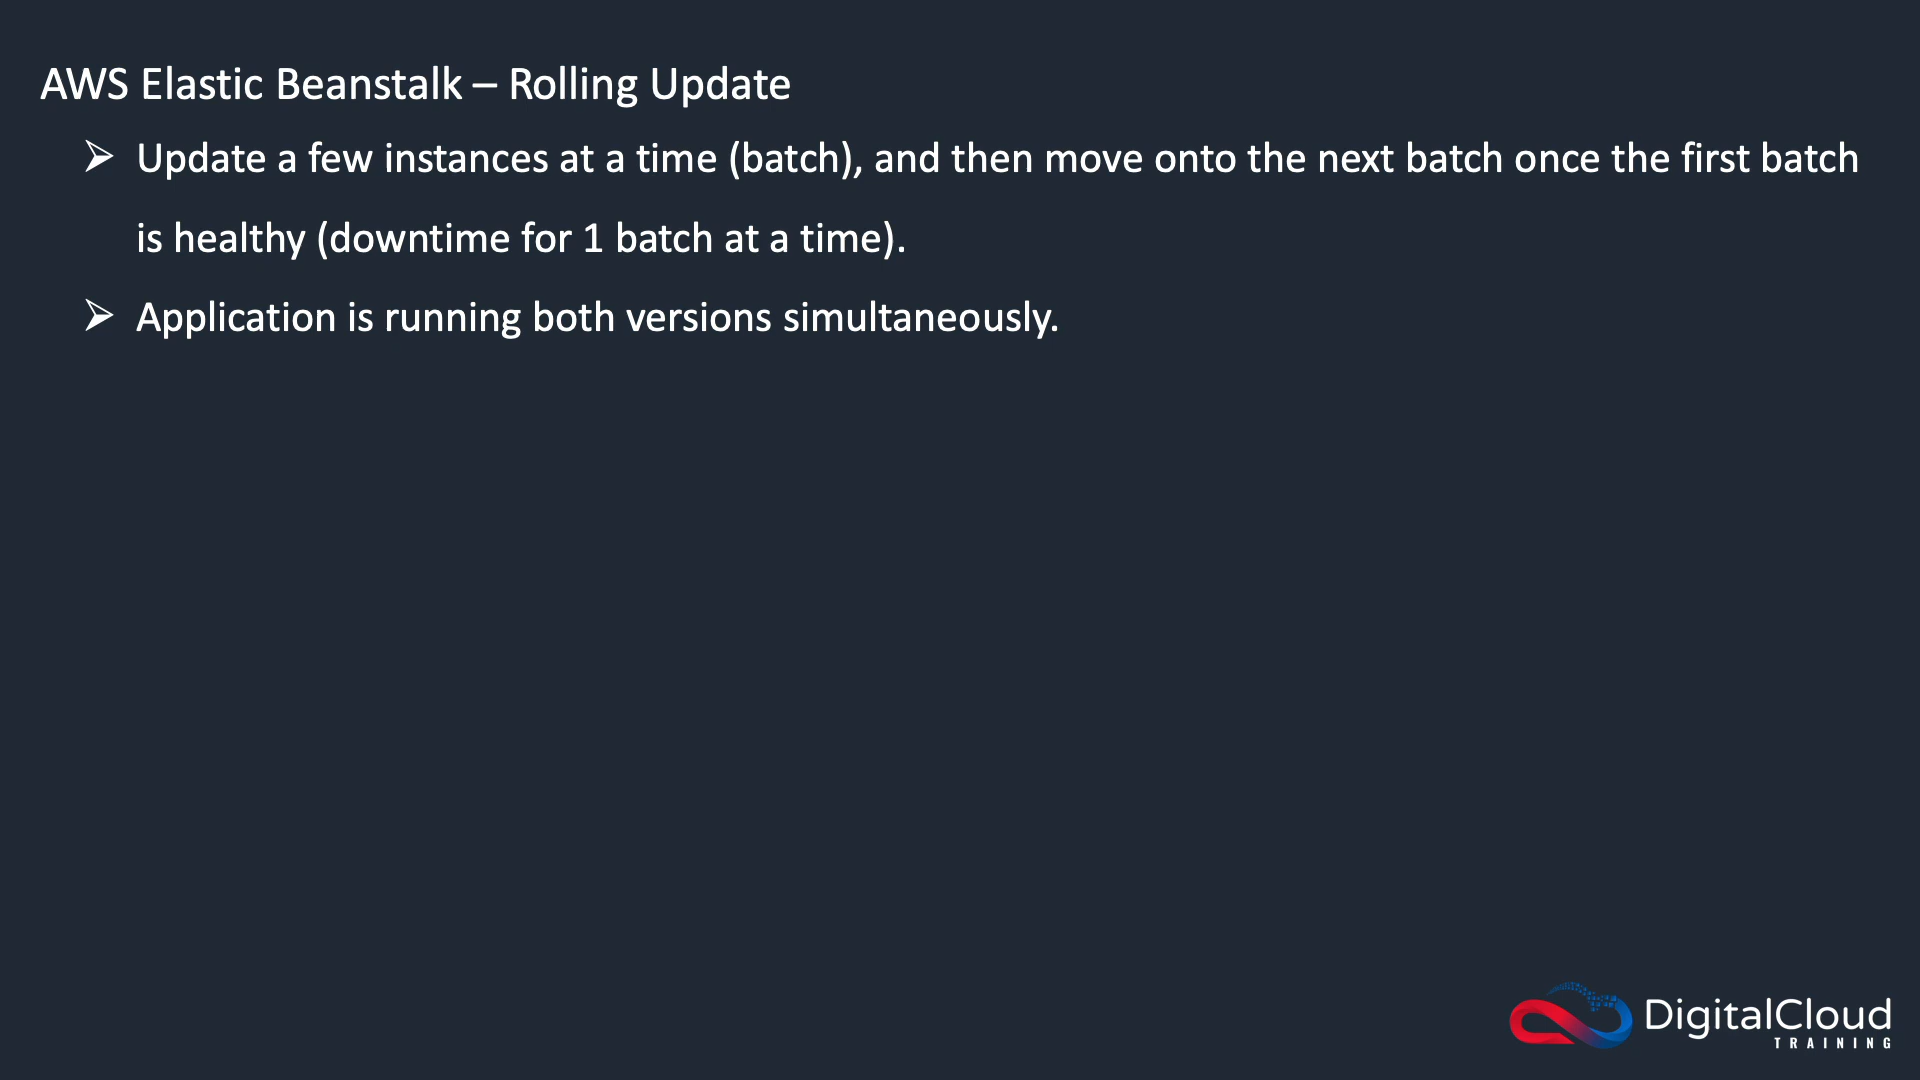 AWS Elastic Beanstalk – Rolling Update
➢ Update a few instances at a time (batch), and then move onto the next batch once the first batch
is healthy (downtime for 1 batch at a time).
➢ Application is running both versions simultaneously.
DigitalCloud
TRAINING